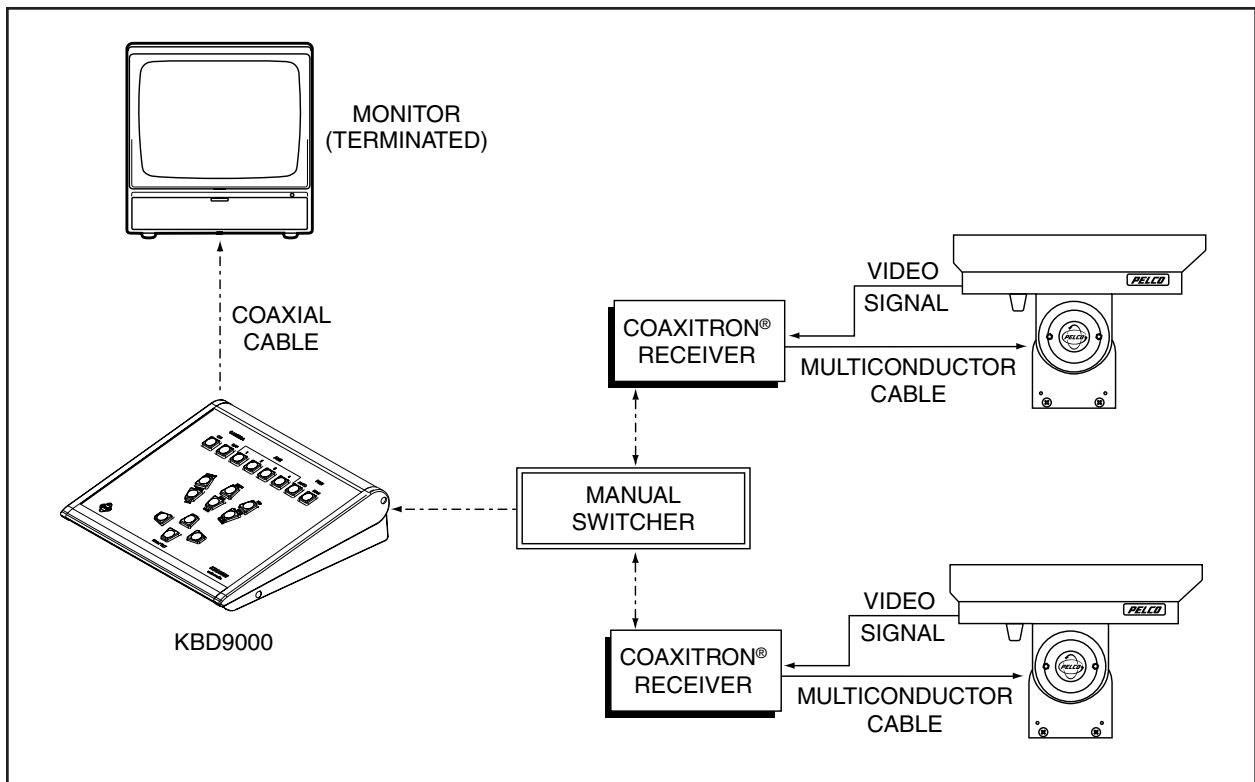 MONITOR
(TERMINATED)
COAXIAL
CABLE
KBD9000
MANUAL
SWITCHER
COAXITRON®
RECEIVER
VIDEO
SIGNAL
MULTICONDUCTOR
CABLE
PELCO
PELCO
COAXITRON®
RECEIVER
VIDEO
SIGNAL
MULTICONDUCTOR
CABLE
PELCO
PELCO